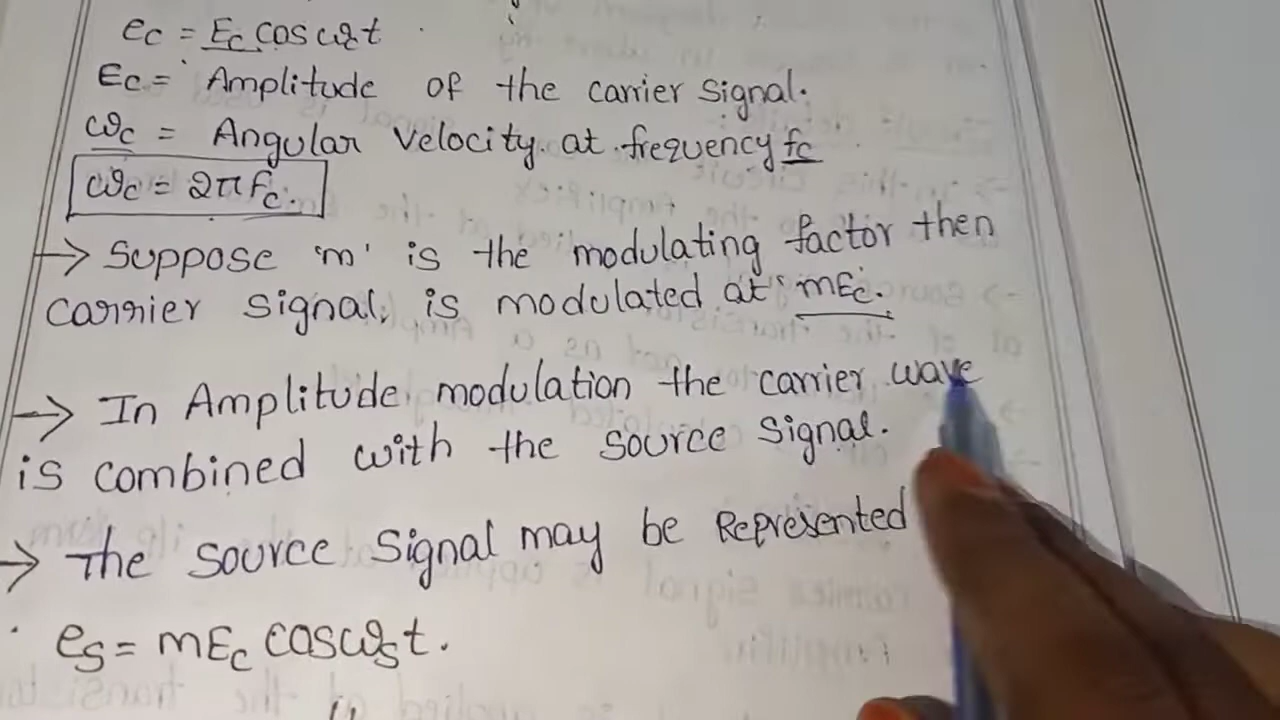 ec = Ec cos ωct
Ec = Amplitude of the carrier signal.
ωc = Angular Velocity at frequency fc
ωc = 2πfc.
→ Suppose 'm' is the modulating factor then
carrier signal, is modulated at mEc.
→ In Amplitude modulation the carrier wave
is combined with the source signal.
→ The source signal may be Represented
es = mEc cosωst.